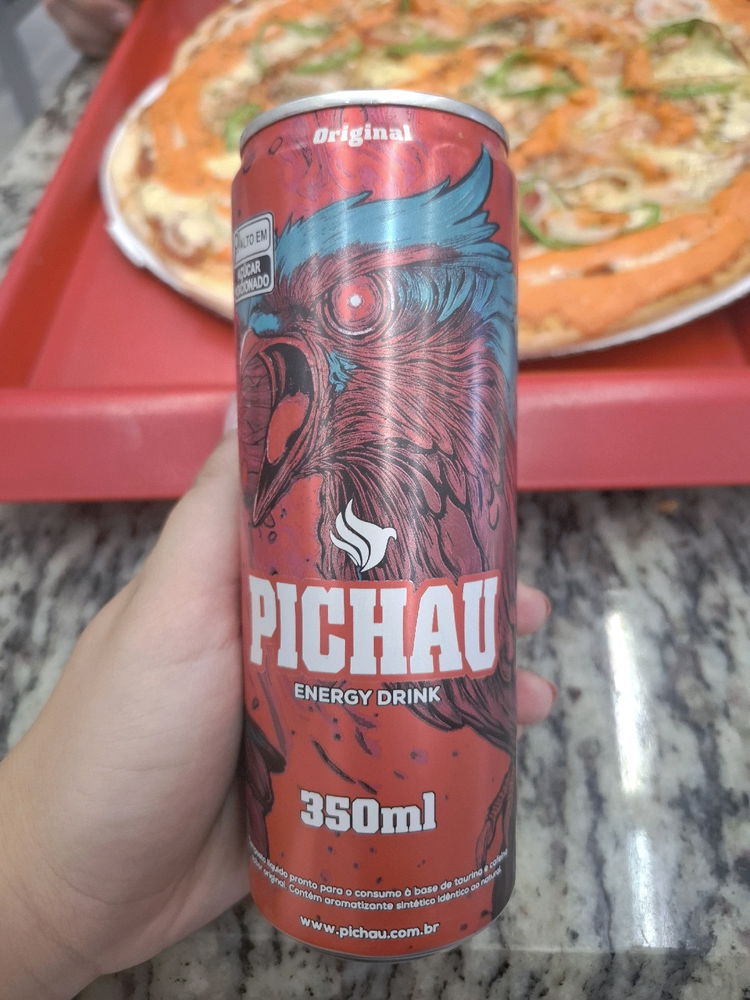 Original
ALTO EM
AÇÚCAR
PICHAU
ENERGY DRINK
350ml
líquido pronto para o consumo à base de taurina e cafeína
sabor original. Contém aromatizante sintético idêntico ao natural.
www.pichau.com.br